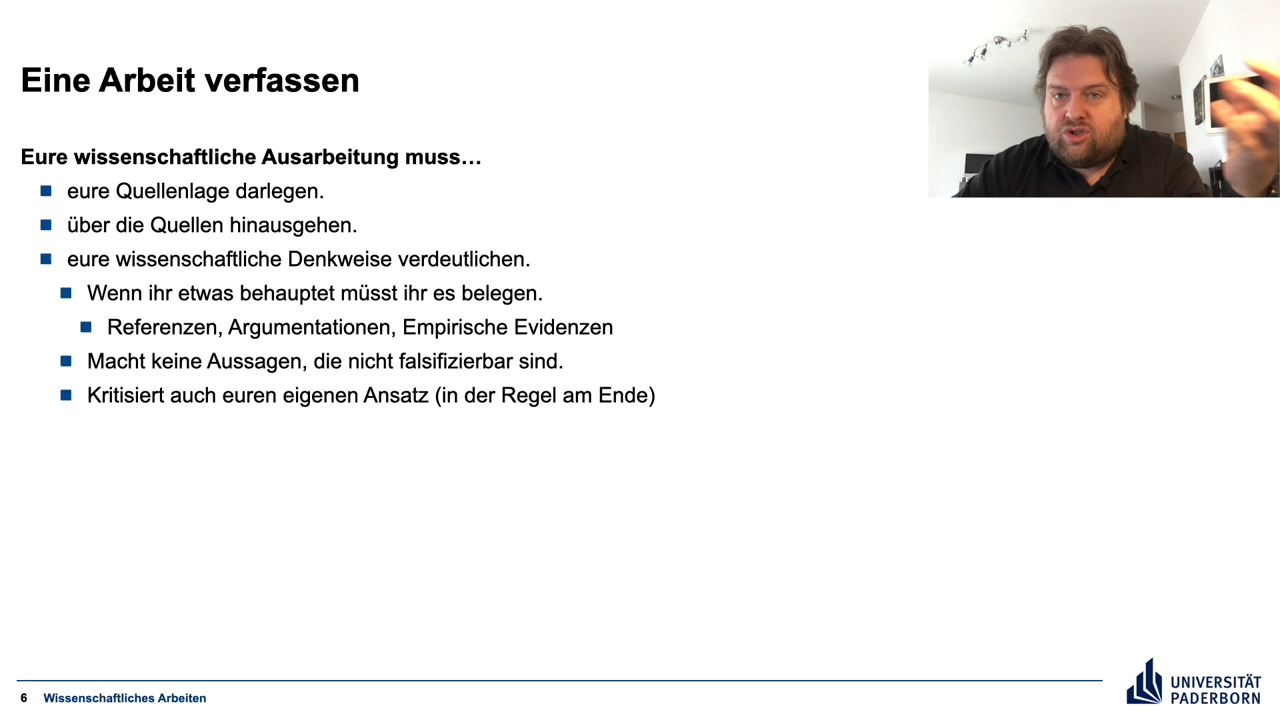 Eine Arbeit verfassen
Eure wissenschaftliche Ausarbeitung muss…
eure Quellenlage darlegen.
über die Quellen hinausgehen.
eure wissenschaftliche Denkweise verdeutlichen.
Wenn ihr etwas behauptet müsst ihr es belegen.
Referenzen, Argumentationen, Empirische Evidenzen
Macht keine Aussagen, die nicht falsifizierbar sind.
Kritisiert auch euren eigenen Ansatz (in der Regel am Ende)
6 Wissenschaftliches Arbeiten
UNIVERSITÄT
PADERBORN